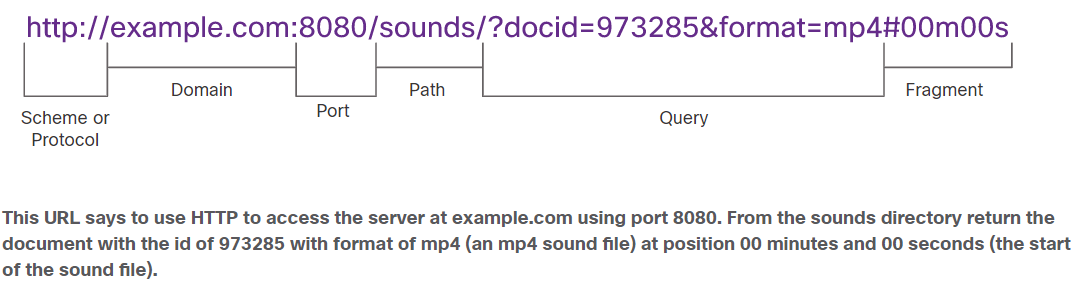 http://example.com:8080/sounds/?docid=973285&format=mp4#00m00s
Domain
Path
Fragment
Port
Scheme or
Protocol
Query
This URL says to use HTTP to access the server at example.com using port 8080. From the sounds directory return the
document with the id of 973285 with format of mp4 (an mp4 sound file) at position 00 minutes and 00 seconds (the start
of the sound file).